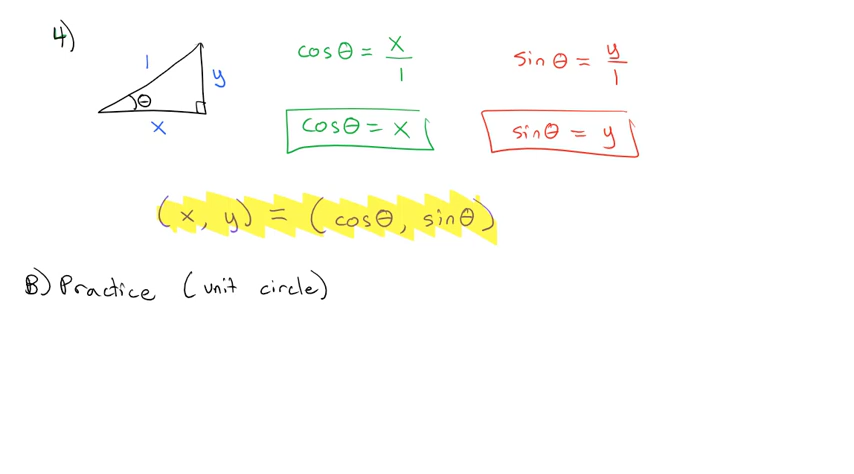 4)
1
θ
y
x
cosθ = x/1
cosθ = x
sinθ = y/1
sinθ = y
(x, y) = (cosθ, sinθ)
B) Practice (unit circle)